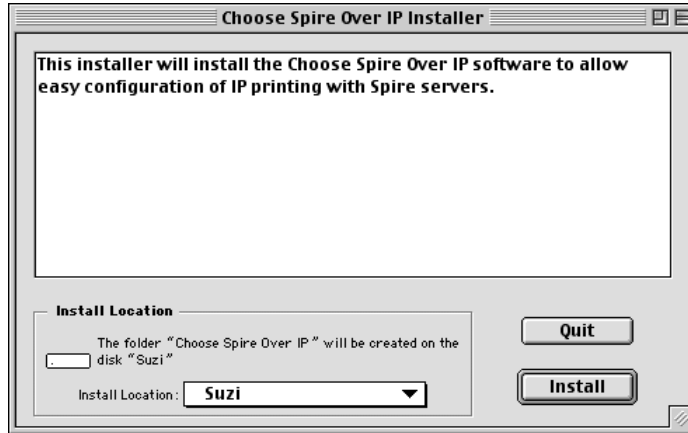 Choose Spire Over IP Installer
This installer will install the Choose Spire Over IP software to allow
easy configuration of IP printing with Spire servers.
Install Location
The folder “Choose Spire Over IP” will be created on the
disk “Suzi”
Install Location: Suzi
Quit
Install